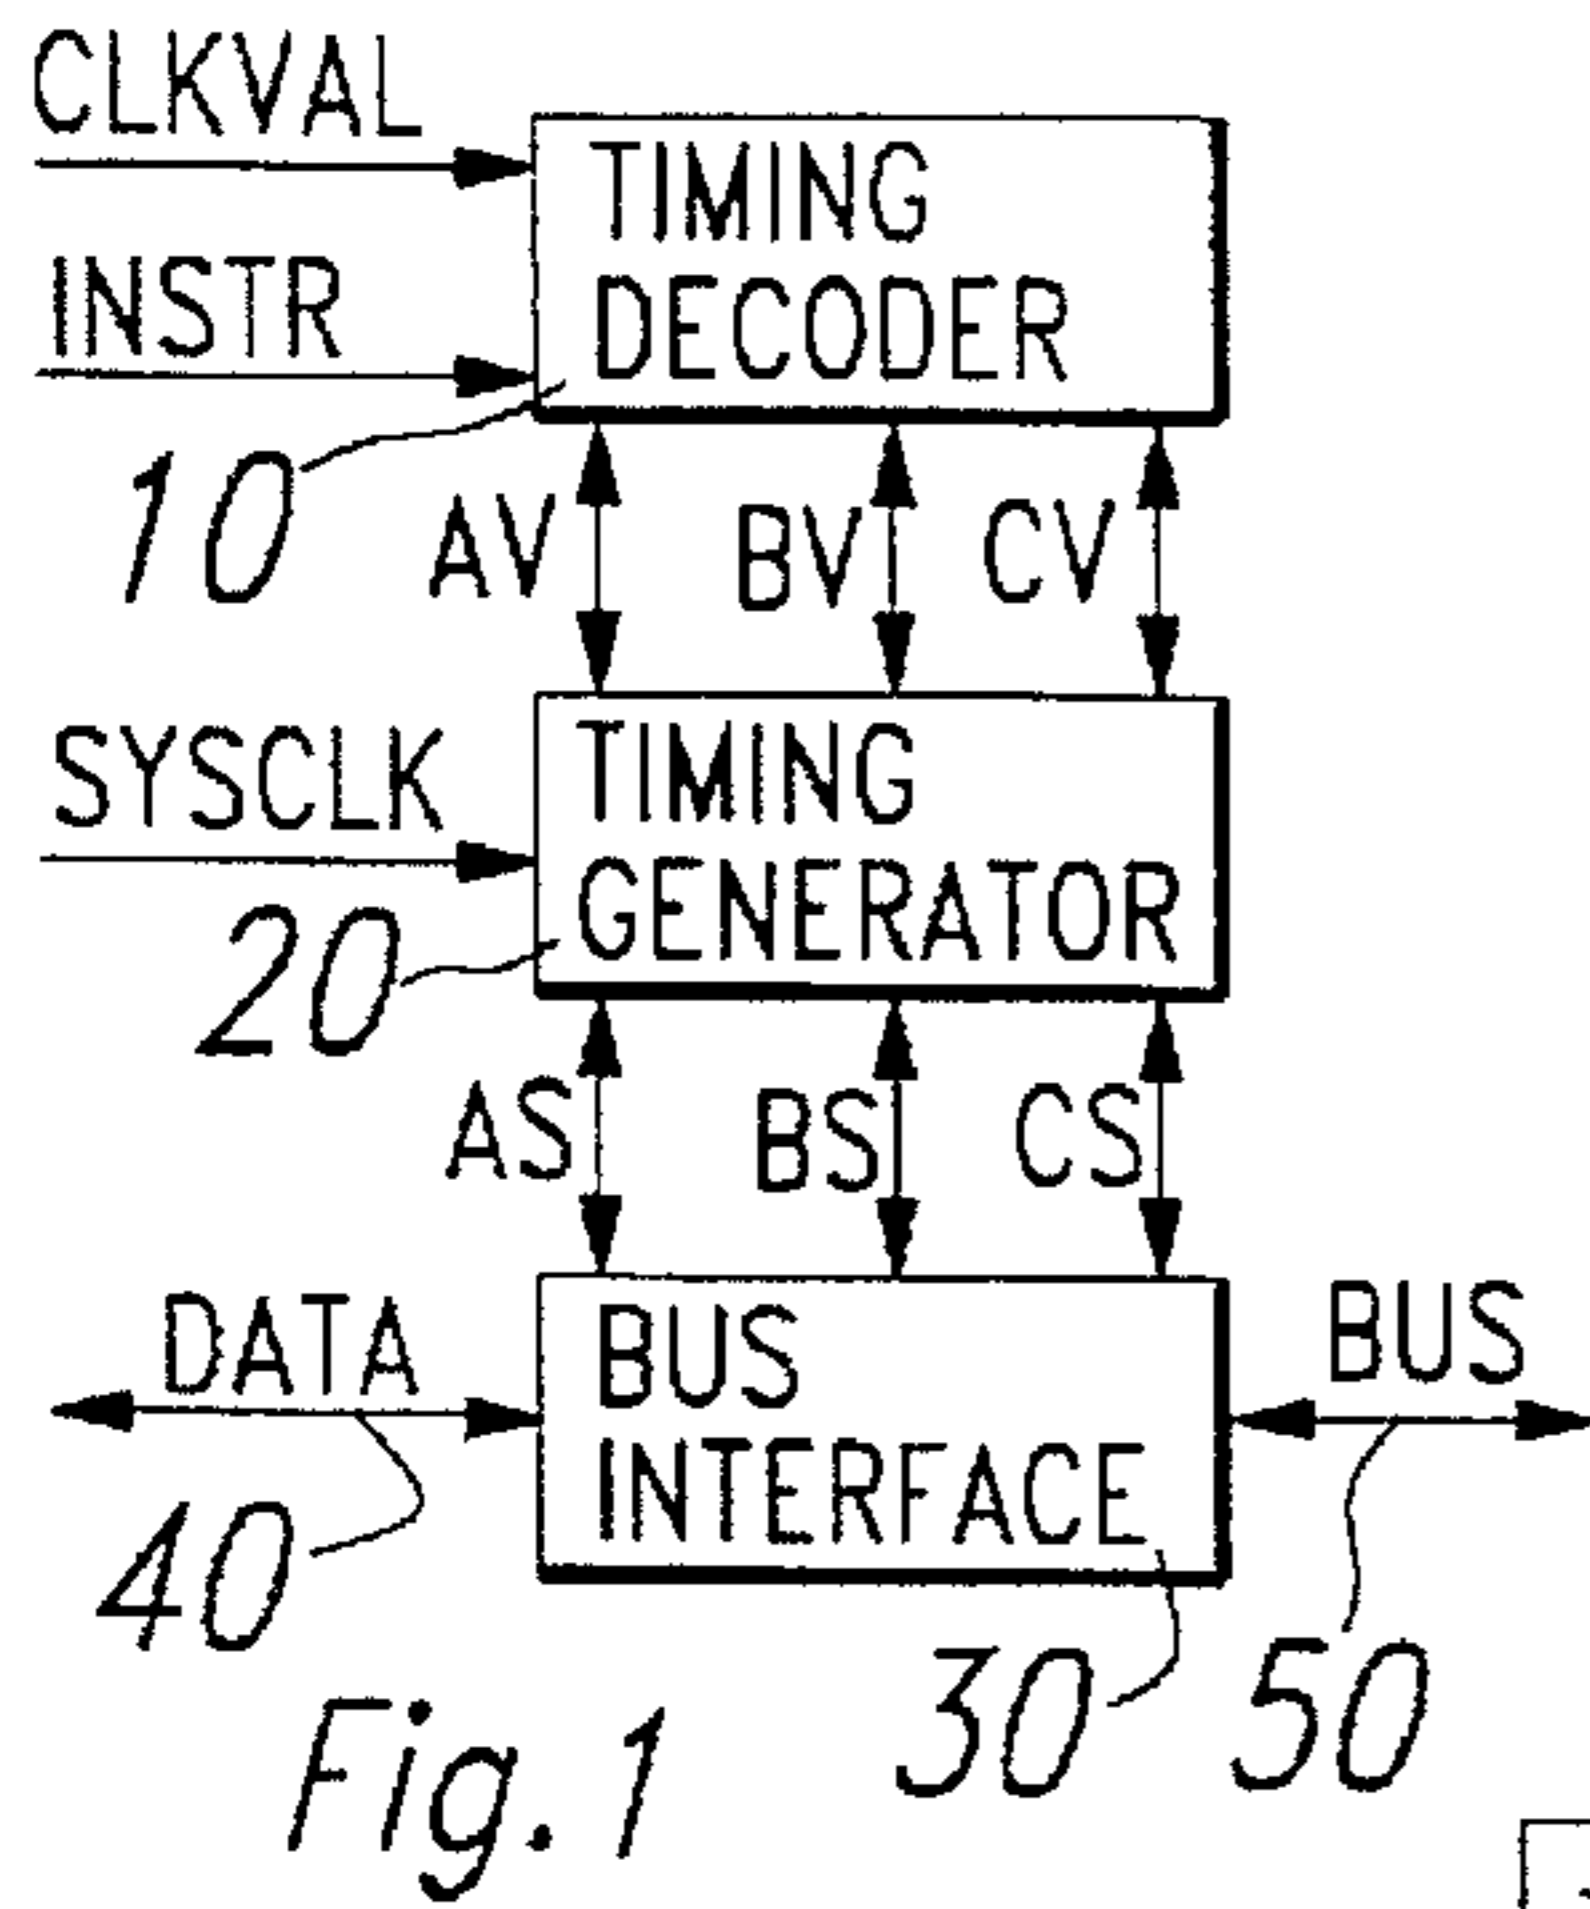 CLKVAL
TIMING
DECODER
INSTR
10
AV
BV
CV
SYSCLK
TIMING
GENERATOR
20
AS
BS
CS
DATA
BUS
INTERFACE
BUS
40
30
50
Fig. 1